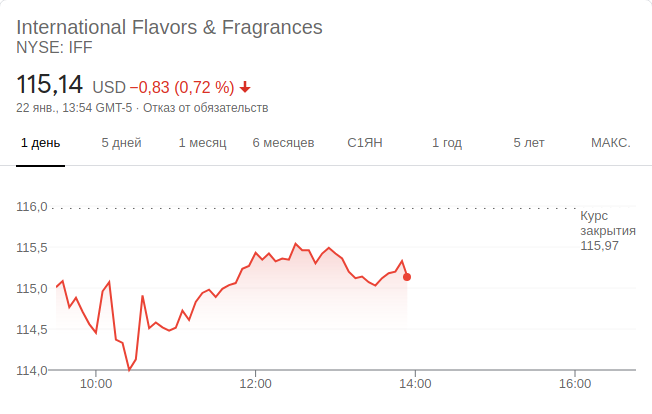 International Flavors & Fragrances
NYSE: IFF
115,14 USD −0,83 (0,72 %)
22 янв., 13:54 GMT-5 · Отказ от обязательств
1 день 5 дней 1 месяц 6 месяцев С1ЯН 1 год 5 лет МАКС.
116,0
Курс
закрытия
115,97
115,5
115,0
114,5
114,0
10:00 12:00 14:00 16:00